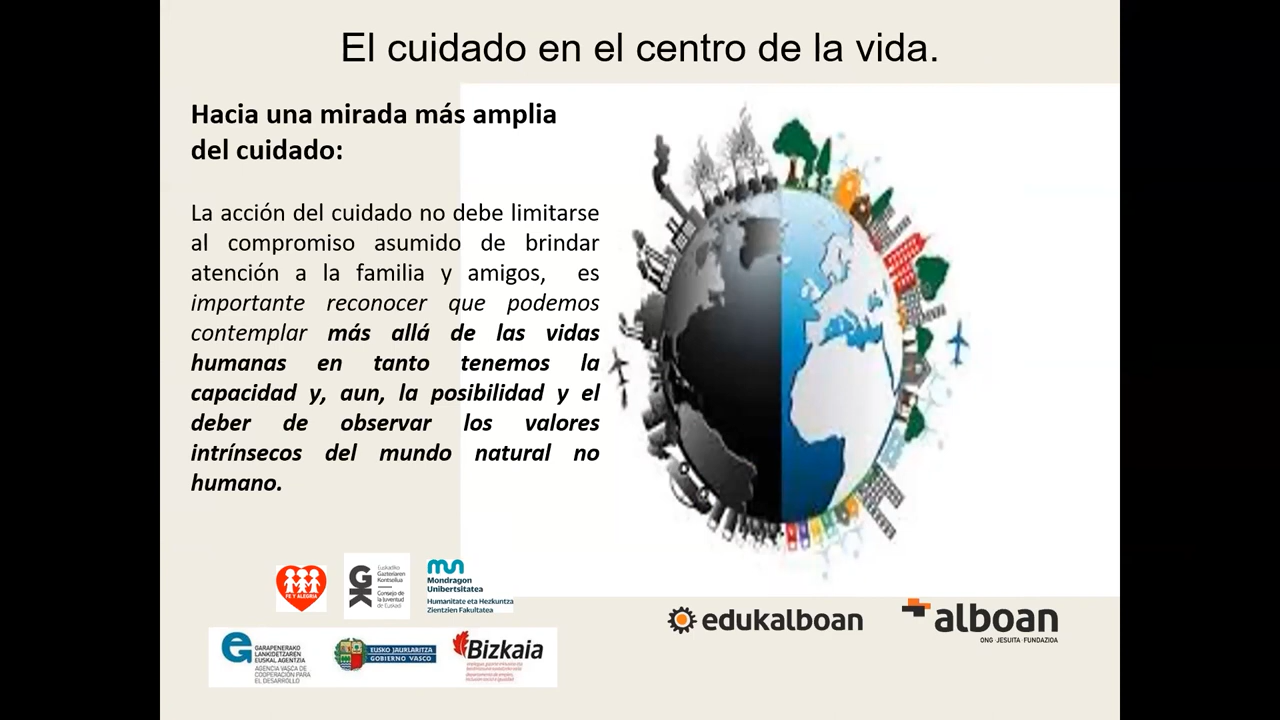 El cuidado en el centro de la vida.
Hacia una mirada más amplia
del cuidado:
La acción del cuidado no debe limitarse
al compromiso asumido de brindar
atención a la familia y amigos, es
importante reconocer que podemos
contemplar más allá de las vidas
humanas en tanto tenemos la
capacidad y, aun, la posibilidad y el
deber de observar los valores
intrínsecos del mundo natural no
humano.
FE Y ALEGRIA
GK
Euskadiko
Gazteriaren
Kontseilua
Consejo de
la Juventud
de Euskadi
mun
Mondragon
Unibertsitatea
Humanitate eta Hezkuntza
Zientzien Fakultatea
edukalboan
alboan
ONG · JESUITA · FUNDAZIOA
GARAPENERAKO
LANKIDETZAREN
EUSKAL AGENTZIA
AGENCIA VASCA DE
COOPERACIÓN PARA
EL DESARROLLO
EUSKO JAURLARITZA
GOBIERNO VASCO
Bizkaia